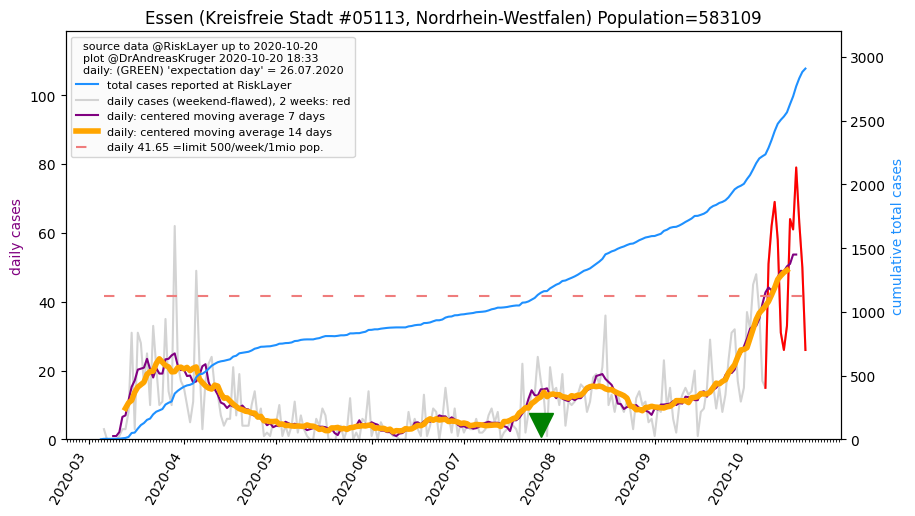 Essen (Kreisfreie Stadt #05113, Nordrhein-Westfalen) Population=583109
source data @RiskLayer up to 2020-10-20
plot @DrAndreasKruger 2020-10-20 18:33
daily: (GREEN) 'expectation day' = 26.07.2020
total cases reported at RiskLayer
daily cases (weekend-flawed), 2 weeks: red
daily: centered moving average 7 days
daily: centered moving average 14 days
daily 41.65 =limit 500/week/1mio pop.
daily cases
100
80
60
40
20
0
cumulative total cases
3000
2500
2000
1500
1000
500
0
2020-03
2020-04
2020-05
2020-06
2020-07
2020-08
2020-09
2020-10